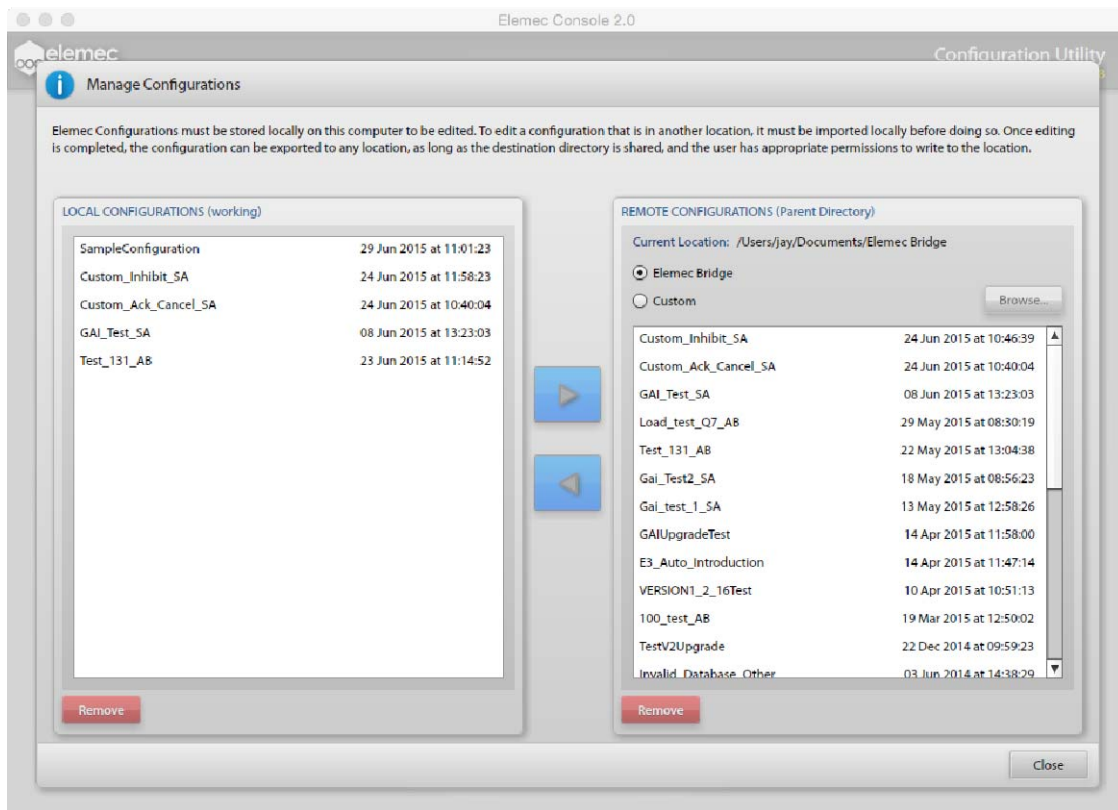 Elemec Console 2.0
elemec
Configuration Utility
Manage Configurations
Elemec Configurations must be stored locally on this computer to be edited. To edit a configuration that is in another location, it must be imported locally before doing so. Once editing
is completed, the configuration can be exported to any location, as long as the destination directory is shared, and the user has appropriate permissions to write to the location.
LOCAL CONFIGURATIONS (working)
SampleConfiguration 29 Jun 2015 at 11:01:23
Custom_Inhibit_SA 24 Jun 2015 at 11:58:23
Custom_Ack_Cancel_SA 24 Jun 2015 at 10:40:04
GAI_Test_SA 08 Jun 2015 at 13:23:03
Test_131_AB 23 Jun 2015 at 11:14:52
Remove
REMOTE CONFIGURATIONS (Parent Directory)
Current Location: /Users/jay/Documents/Elemec Bridge
Elemec Bridge
Custom
Browse...
Custom_Inhibit_SA 24 Jun 2015 at 10:46:39
Custom_Ack_Cancel_SA 24 Jun 2015 at 10:40:04
GAI_Test_SA 08 Jun 2015 at 13:23:03
Load_test_Q7_AB 29 May 2015 at 08:30:19
Test_131_AB 22 May 2015 at 13:04:38
Gai_Test2_SA 18 May 2015 at 08:56:23
Gai_test_1_SA 13 May 2015 at 12:58:26
GAIUpgradeTest 14 Apr 2015 at 11:58:00
E3_Auto_Introduction 14 Apr 2015 at 11:47:14
VERSION1_2_16Test 10 Apr 2015 at 10:51:13
100_test_AB 19 Mar 2015 at 12:50:02
TestV2Upgrade 22 Dec 2014 at 09:59:23
Invalid_Database_Other 03 Jun 2014 at 14:38:29
Remove
Close